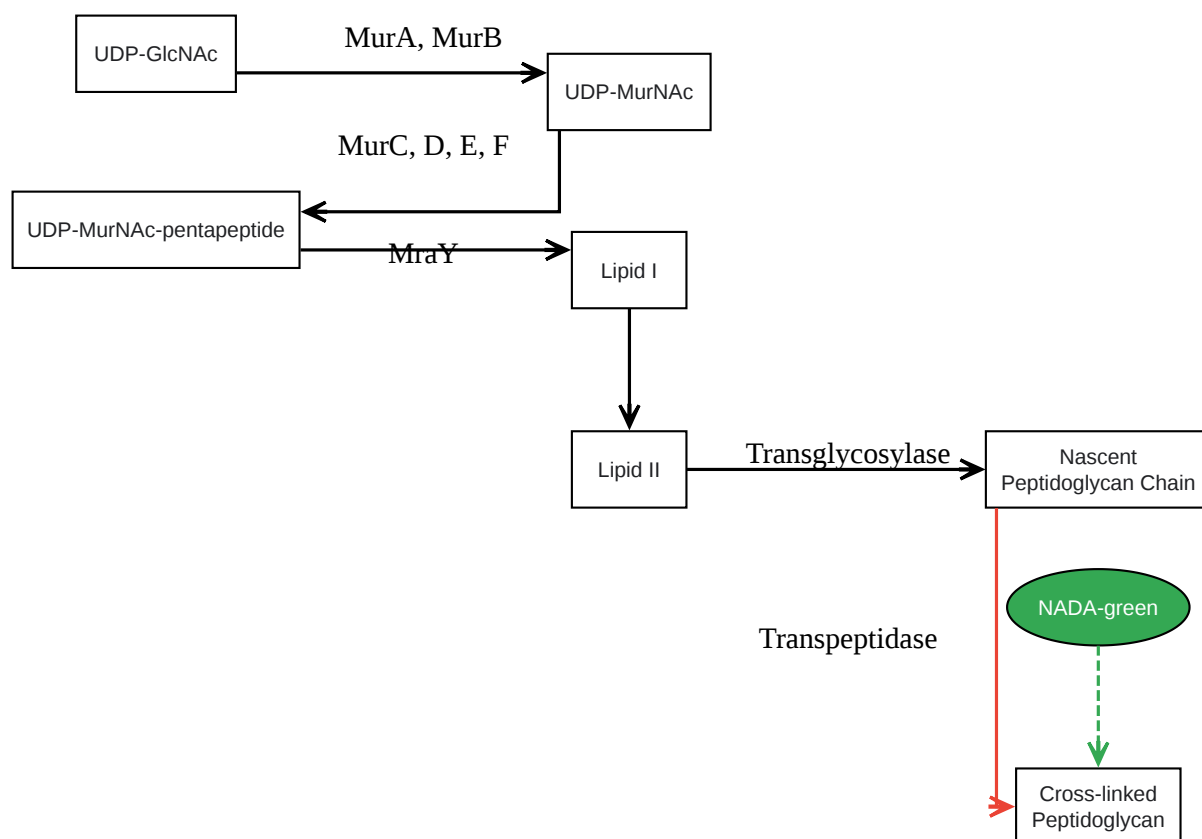 UDP-GlcNAc
MurA, MurB
UDP-MurNAc
MurC, D, E, F
UDP-MurNAc-pentapeptide
MraY
Lipid I
Lipid II
Transglycosylase
Nascent
Peptidoglycan Chain
NADA-green
Transpeptidase
Cross-linked
Peptidoglycan